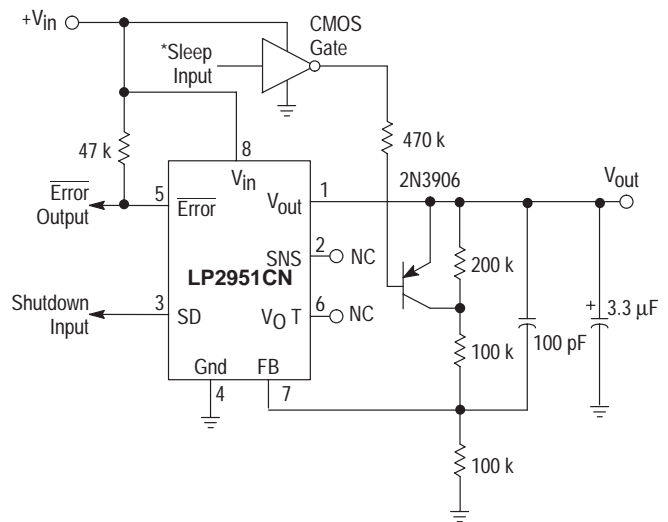 +Vin
*Sleep
Input
CMOS
Gate
47 k
8
470 k
Vin
2N3906
Error
Output
5
Error
Vout
1
Vout
SNS
2
NC
200 k
LP2951CN
Shutdown
Input
3
SD
VO T
6
NC
100 k
100 pF
+
3.3 μF
Gnd
FB
4
7
100 k